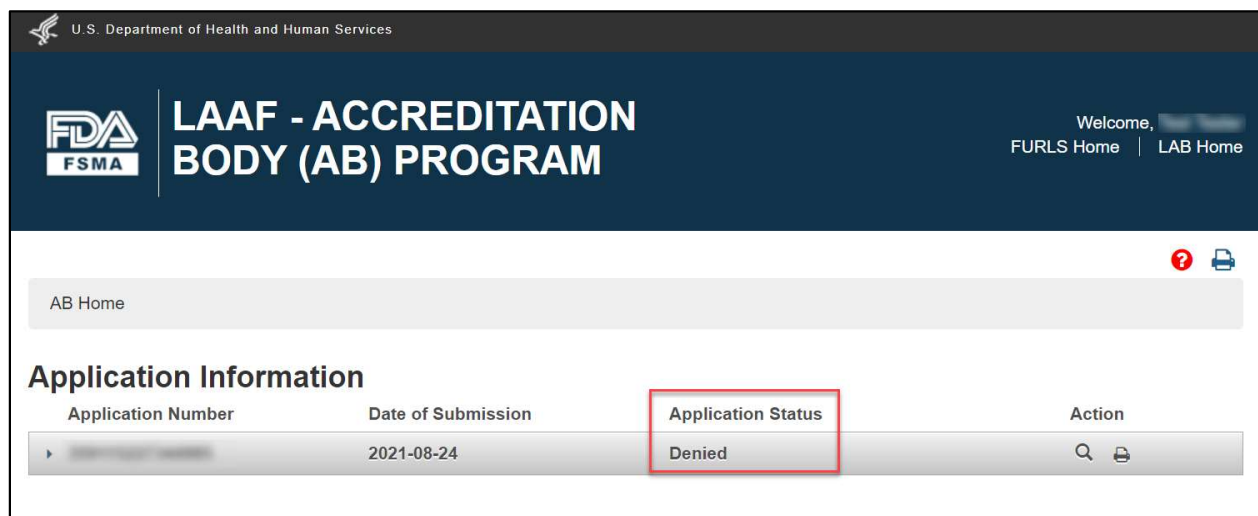 U.S. Department of Health and Human Services
FDA
FSMA
LAAF - ACCREDITATION
BODY (AB) PROGRAM
Welcome,
FURLS Home | LAB Home
?
AB Home
Application Information
Application Number Date of Submission Application Status Action
2021-08-24 Denied